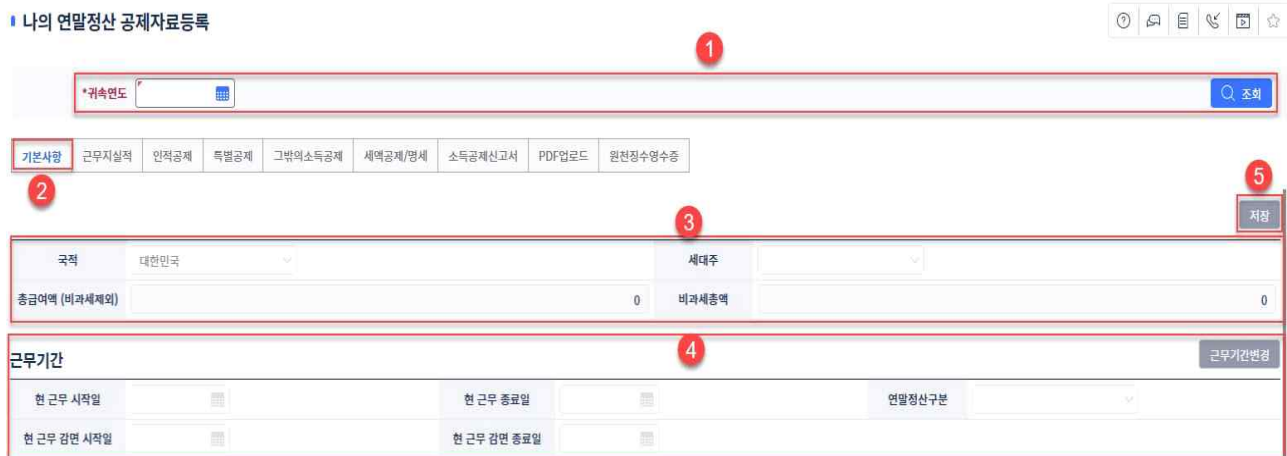 나의 연말정산 공제자료등록
1
*귀속연도 조회
기본사항 근무지실적 인적공제 특별공제 그밖의소득공제 세액공제/명세 소득공제신고서 PDF업로드 원천징수영수증
2
5
저장
3
국적 대한민국 세대주
총급여액 (비과세제외) 0 비과세총액 0
4
근무기간 근무기간변경
현 근무 시작일 현 근무 종료일 연말정산구분
현 근무 감면 시작일 현 근무 감면 종료일